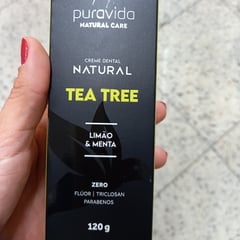 puravida
NATURAL CARE
CREME DENTAL
NATURAL
TEA TREE
LIMÃO
& MENTA
ZERO
FLÚOR | TRICLOSAN
PARABENOS
120 g